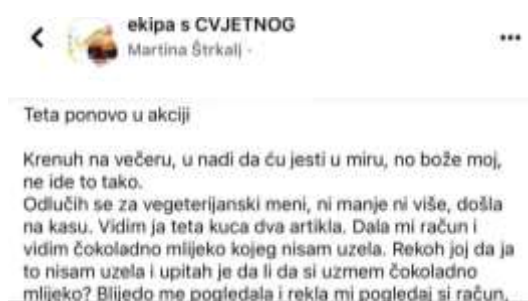 ekipa s CVJETNOG
Martina Štrkalj ·
Teta ponovo u akciji
Krenuh na večeru, u nadi da ću jesti u miru, no bože moj,
ne ide to tako.
Odlučih se za vegeterijanski meni, ni manje ni više, došla
na kasu. Vidim ja teta kuca dva artikla. Dala mi račun i
vidim čokoladno mlijeko kojeg nisam uzela. Rekoh joj da ja
to nisam uzela i upitah je da li da si uzmem čokoladno
mlijeko? Blijedo me pogledala i rekla mi pogledaj si račun,